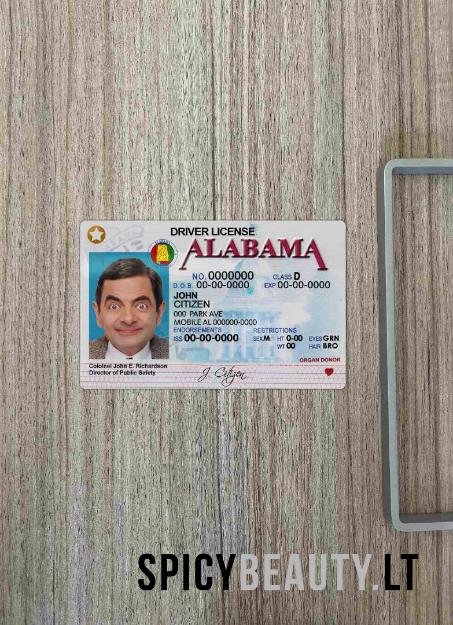 DRIVER LICENSE
ALABAMA
NO. 0000000 CLASS D
D.O.B. 00-00-0000 EXP 00-00-0000
JOHN
CITIZEN
000 PARK AVE
MOBILE AL 000000-0000
ENDORSEMENTS RESTRICTIONS
ISS 00-00-0000 SEX M HT 0-00 EYES GRN
WT 00 HAIR BRO
ORGAN DONOR
Coloinel John E. Richardson
Director of Public Safety
J. Citizen
SPICYBEAUTY.LT